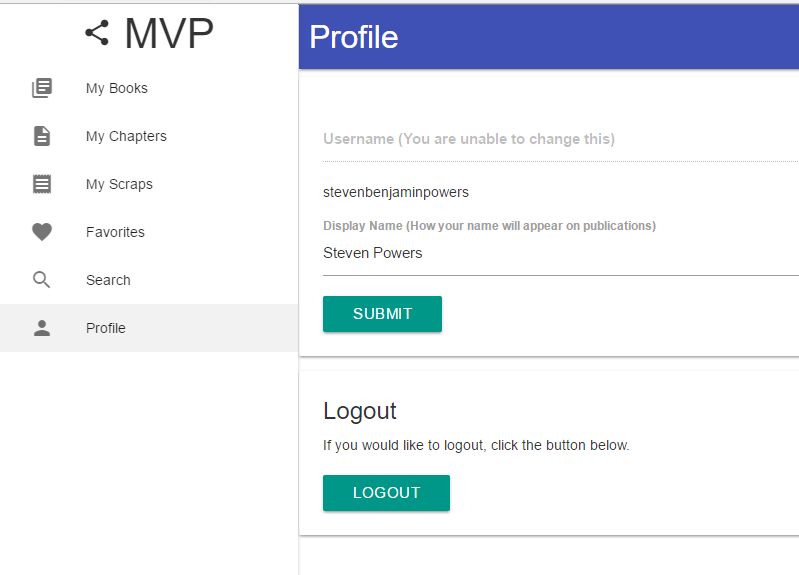 MVP
My Books
My Chapters
My Scraps
Favorites
Search
Profile
Profile
Username (You are unable to change this)
stevenbenjaminpowers
Display Name (How your name will appear on publications)
Steven Powers
SUBMIT
Logout
If you would like to logout, click the button below.
LOGOUT